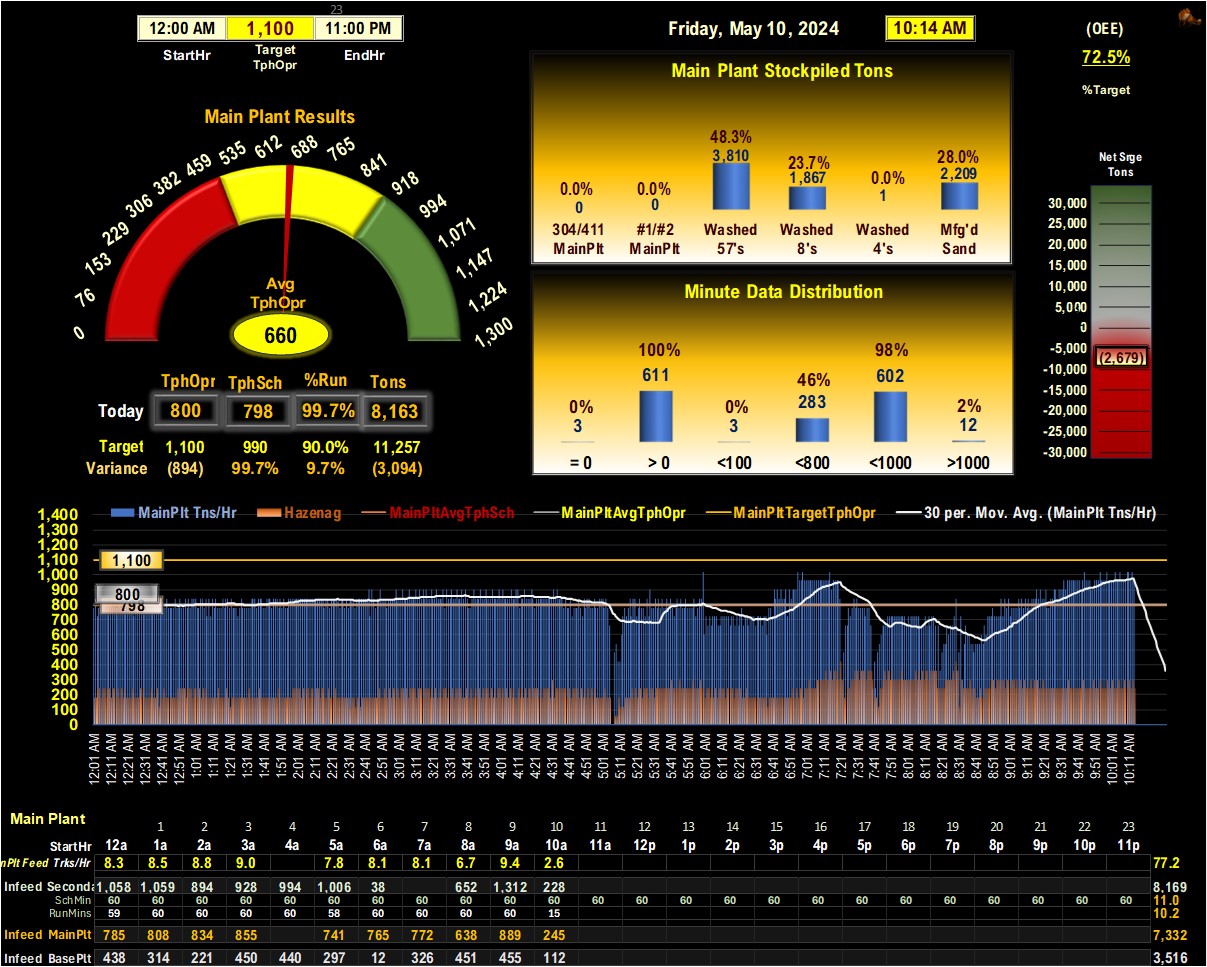 23
12:00 AM 1,100 11:00 PM
StartHr Target TphOpr EndHr
Friday, May 10, 2024 10:14 AM
(OEE)
72.5%
%Target
Main Plant Results
0 76 153 229 306 382 459 535 612 688 765 841 918 994 1,071 1,147 1,224 1,300
Avg
TphOpr
660
TphOpr TphSch %Run Tons
Today 800 798 99.7% 8,163
Target 1,100 990 90.0% 11,257
Variance (894) 99.7% 9.7% (3,094)
Main Plant Stockpiled Tons
0.0% 0.0% 48.3% 23.7% 0.0% 28.0%
0 0 3,810 1,867 1 2,209
304/411 #1/#2 Washed Washed Washed Mfg'd
MainPlt MainPlt 57's 8's 4's Sand
Minute Data Distribution
0% 100% 0% 46% 98% 2%
3 611 3 283 602 12
= 0 > 0 <100 <800 <1000 >1000
Net Srge
Tons
30,000
25,000
20,000
15,000
10,000
5,000
0
-5,000
(2,679)
-10,000
-15,000
-20,000
-25,000
-30,000
MainPlt Tns/Hr Hazenag MainPltAvgTphSch MainPltAvgTphOpr MainPltTargetTphOpr 30 per. Mov. Avg. (MainPlt Tns/Hr)
1,400
1,300
1,200
1,100
1,000
900
800
700
600
500
400
300
200
100
0
1,100
800
798
12:01 AM 12:11 AM 12:21 AM 12:31 AM 12:41 AM 12:51 AM 1:01 AM 1:11 AM 1:21 AM 1:31 AM 1:41 AM 1:51 AM 2:01 AM 2:11 AM 2:21 AM 2:31 AM 2:41 AM 2:51 AM 3:01 AM 3:11 AM 3:21 AM 3:31 AM 3:41 AM 3:51 AM 4:01 AM 4:11 AM 4:21 AM 4:31 AM 4:41 AM 4:51 AM 5:01 AM 5:11 AM 5:21 AM 5:31 AM 5:41 AM 5:51 AM 6:01 AM 6:11 AM 6:21 AM 6:31 AM 6:41 AM 6:51 AM 7:01 AM 7:11 AM 7:21 AM 7:31 AM 7:41 AM 7:51 AM 8:01 AM 8:11 AM 8:21 AM 8:31 AM 8:41 AM 8:51 AM 9:01 AM 9:11 AM 9:21 AM 9:31 AM 9:41 AM 9:51 AM 10:01 AM 10:11 AM
Main Plant
1 2 3 4 5 6 7 8 9 10 11 12 13 14 15 16 17 18 19 20 21 22 23
StartHr 12a 1a 2a 3a 4a 5a 6a 7a 8a 9a 10a 11a 12p 1p 2p 3p 4p 5p 6p 7p 8p 9p 10p 11p
nPlt Feed Trks/Hr 8.3 8.5 8.8 9.0 7.8 8.1 8.1 6.7 9.4 2.6 77.2
Infeed Seconda 1,058 1,059 894 928 994 1,006 38 652 1,312 228 8,169
SchMin 60 60 60 60 60 60 60 60 60 60 60 60 60 60 60 60 60 60 60 60 60 60 60 60 11.0
RunMins 59 60 60 60 60 58 60 60 60 60 15 10.2
Infeed MainPlt 785 808 834 855 741 765 772 638 889 245 7,332
Infeed BasePlt 438 314 221 450 440 297 12 326 451 455 112 3,516